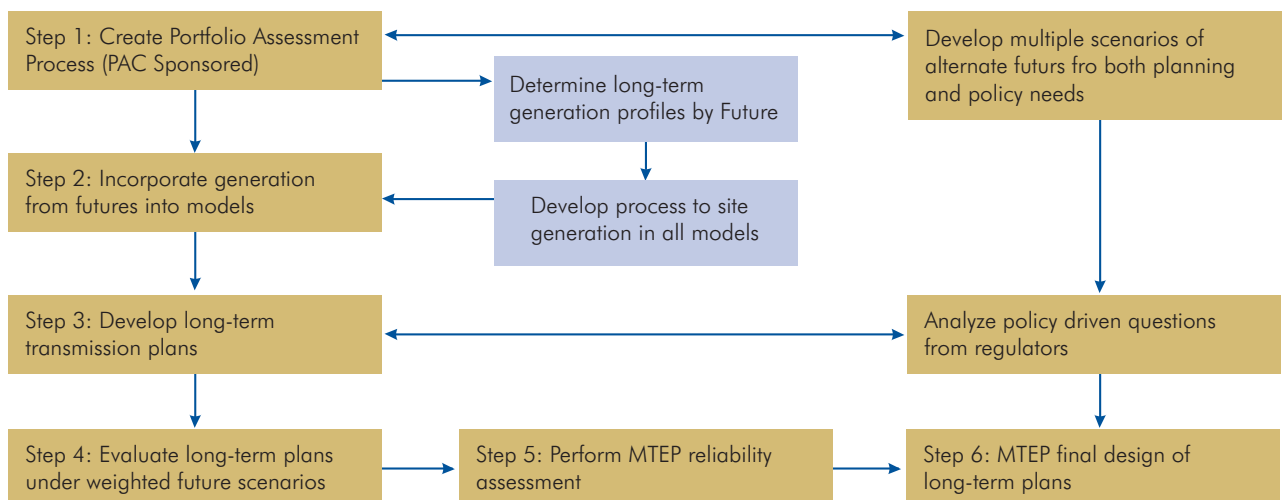 Step 1: Create Portfolio Assessment
Process (PAC Sponsored)
Determine long-term
generation profiles by Future
Develop multiple scenarios of
alternate futurs fro both planning
and policy needs
Step 2: Incorporate generation
from futures into models
Develop process to site
generation in all models
Step 3: Develop long-term
transmission plans
Analyze policy driven questions
from regulators
Step 4: Evaluate long-term plans
under weighted future scenarios
Step 5: Perform MTEP reliability
assessment
Step 6: MTEP final design of
long-term plans